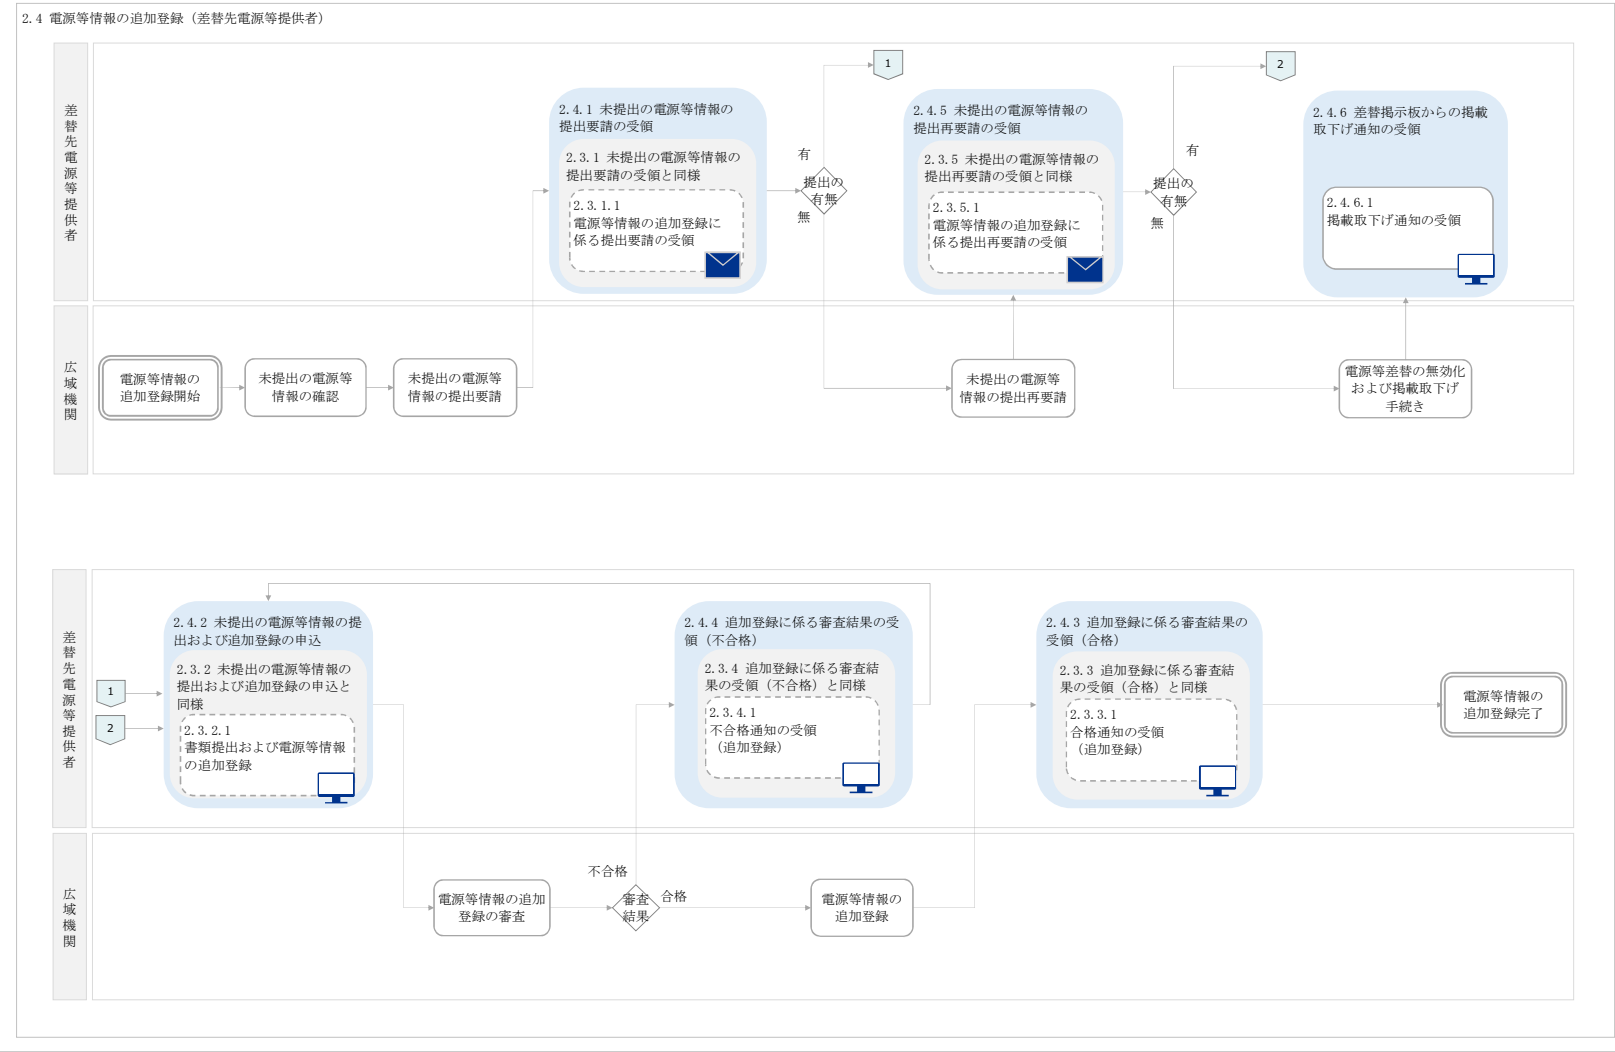 2.4 電源等情報の追加登録（差替先電源等提供者）
差替先電源等提供者
1
2
2.4.1 未提出の電源等情報の
提出要請の受領
2.3.1 未提出の電源等情報の
提出要請の受領と同様
2.3.1.1
電源等情報の追加登録に
係る提出要請の受領
有
提出の
有無
無
2.4.5 未提出の電源等情報の
提出再要請の受領
2.3.5 未提出の電源等情報の
提出再要請の受領と同様
2.3.5.1
電源等情報の追加登録に
係る提出再要請の受領
有
提出の
有無
無
2.4.6 差替掲示板からの掲載
取下げ通知の受領
2.4.6.1
掲載取下げ通知の受領
広域機関
電源等情報の
追加登録開始
未提出の電源等
情報の確認
未提出の電源等
情報の提出要請
未提出の電源等
情報の提出再要請
電源等差替の無効化
および掲載取下げ
手続き
差替先電源等提供者
1
2
2.4.2 未提出の電源等情報の提
出および追加登録の申込
2.3.2 未提出の電源等情報の
提出および追加登録の申込と
同様
2.3.2.1
書類提出および電源等情報
の追加登録
2.4.4 追加登録に係る審査結果の受
領（不合格）
2.3.4 追加登録に係る審査結
果の受領（不合格）と同様
2.3.4.1
不合格通知の受領
（追加登録）
2.4.3 追加登録に係る審査結果の
受領（合格）
2.3.3 追加登録に係る審査結
果の受領（合格）と同様
2.3.3.1
合格通知の受領
（追加登録）
電源等情報の
追加登録完了
広域機関
電源等情報の追加
登録の審査
不合格
審査
結果
合格
電源等情報の
追加登録